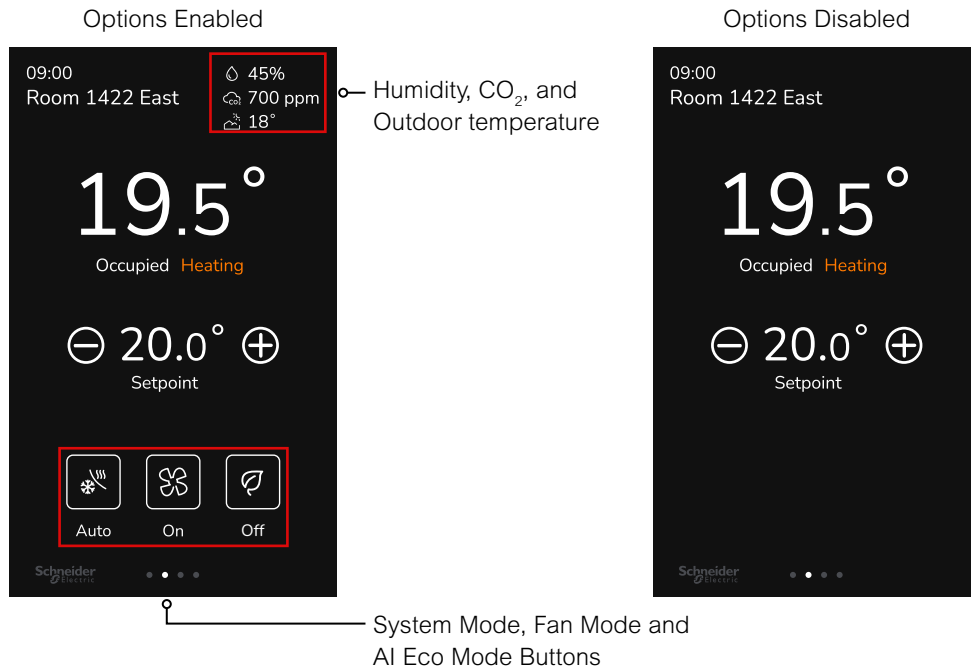 Options Enabled
09:00
Room 1422 East
45%
CO₂ 700 ppm
18°
Humidity, CO₂, and
Outdoor temperature
19.5°
Occupied Heating
20.0°
Setpoint
Auto On Off
Schneider
Electric
System Mode, Fan Mode and
AI Eco Mode Buttons
Options Disabled
09:00
Room 1422 East
19.5°
Occupied Heating
20.0°
Setpoint
Schneider
Electric